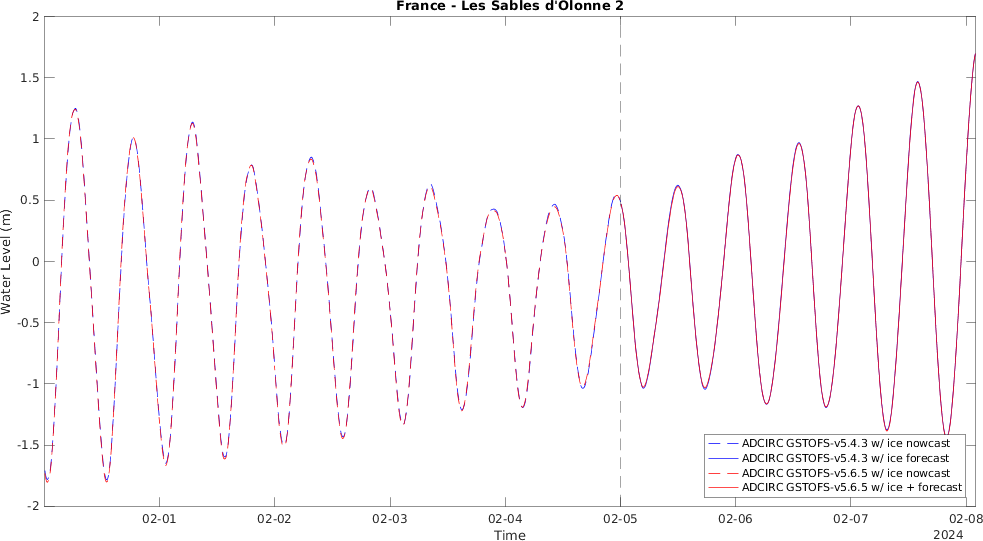 France - Les Sables d'Olonne 2
2
1.5
1
0.5
0
-0.5
-1
-1.5
-2
Water Level (m)
02-01
02-02
02-03
02-04
02-05
02-06
02-07
02-08
Time
2024
ADCIRC GSTOFS-v5.4.3 w/ ice nowcast
ADCIRC GSTOFS-v5.4.3 w/ ice forecast
ADCIRC GSTOFS-v5.6.5 w/ ice nowcast
ADCIRC GSTOFS-v5.6.5 w/ ice + forecast